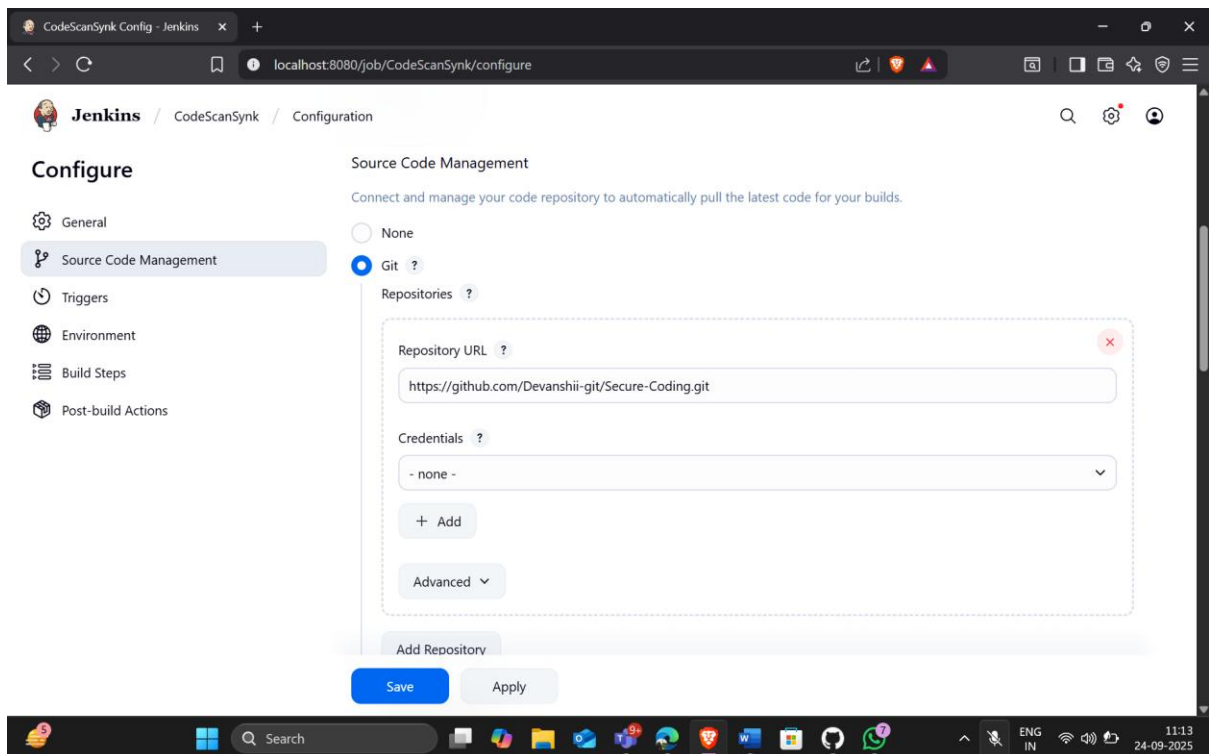 CodeScanSynk Config - Jenkins
localhost:8080/job/CodeScanSynk/configure
Jenkins / CodeScanSynk / Configuration
Configure
General
Source Code Management
Triggers
Environment
Build Steps
Post-build Actions
Source Code Management
Connect and manage your code repository to automatically pull the latest code for your builds.
None
Git ?
Repositories ?
Repository URL ?
https://github.com/Devanshii-git/Secure-Coding.git
Credentials ?
- none -
+ Add
Advanced
Add Repository
Save
Apply
5
Search
9+
7
ENG
IN
11:13
24-09-2025